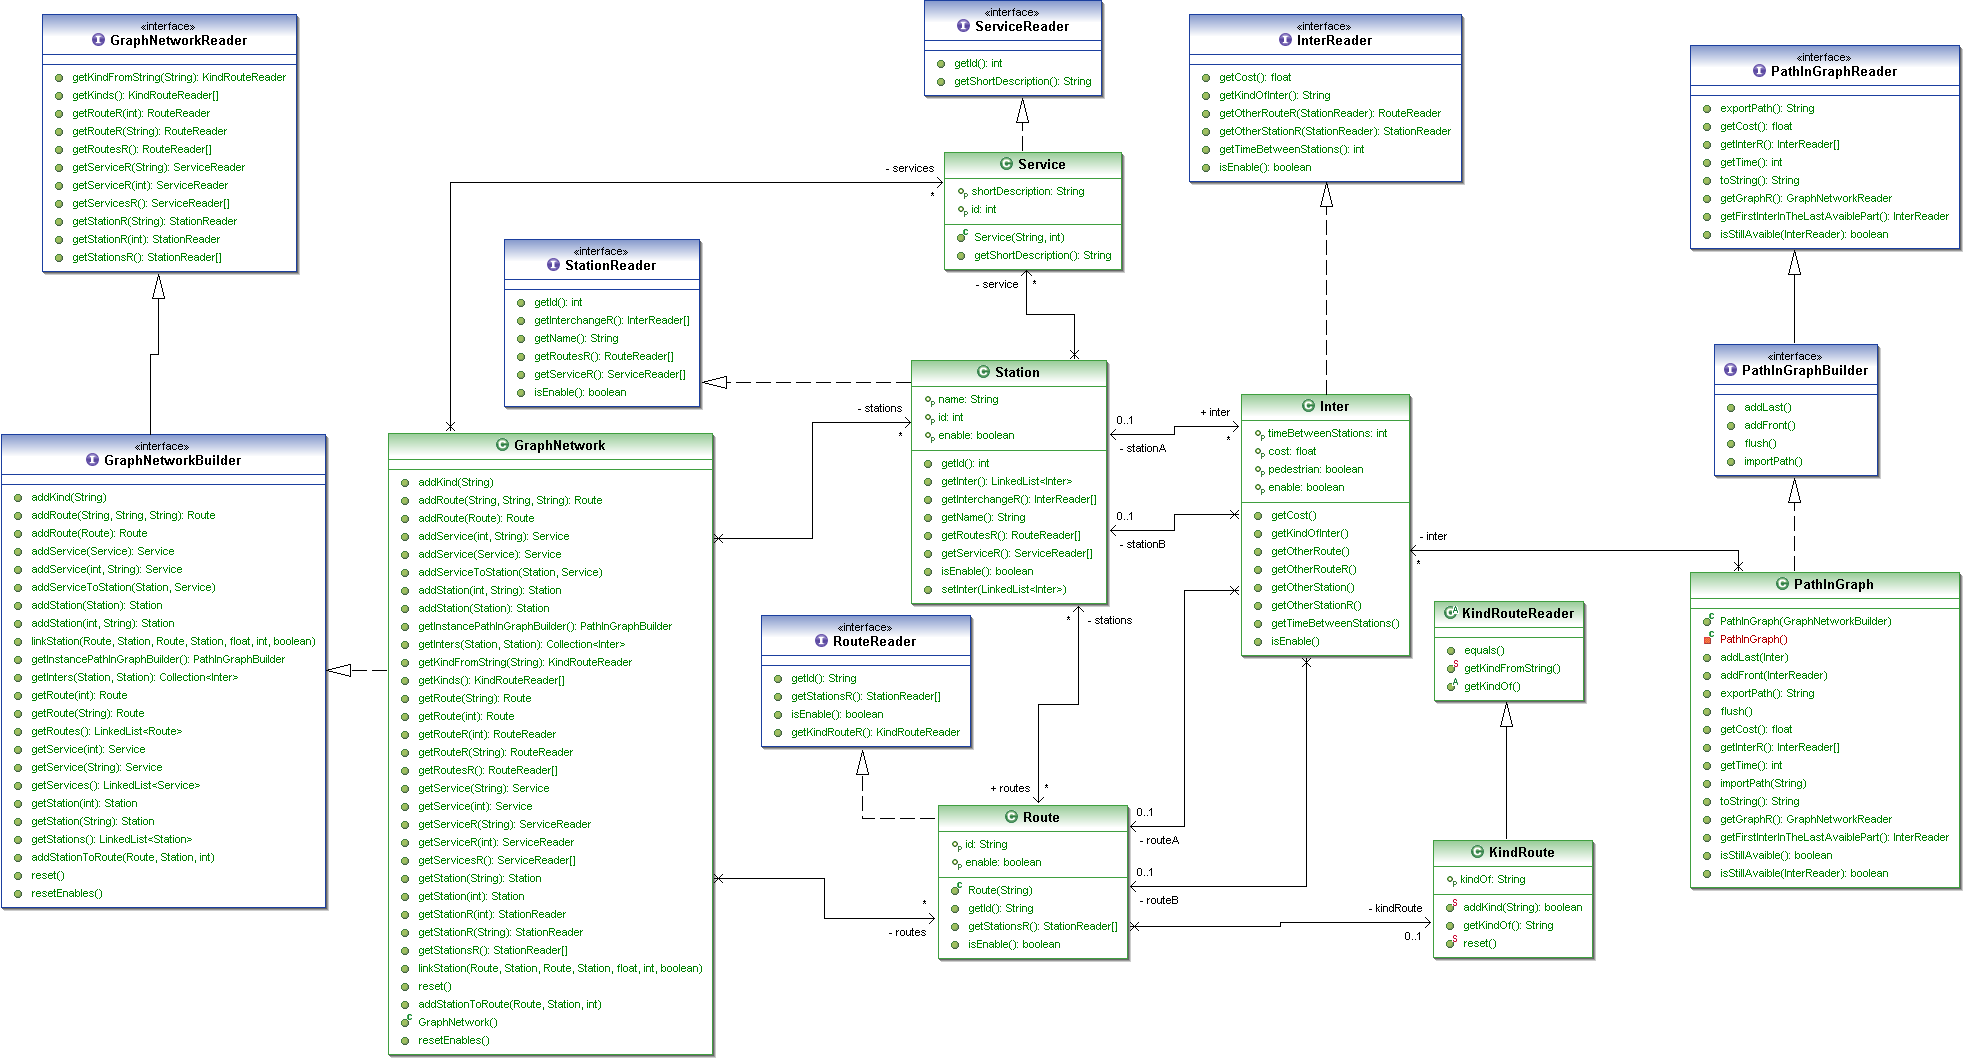 «interface»
GraphNetworkReader
getKindFromString(String): KindRouteReader
getKinds(): KindRouteReader[]
getRouteR(int): RouteReader
getRouteR(String): RouteReader
getRoutesR(): RouteReader[]
getServiceR(String): ServiceReader
getServiceR(int): ServiceReader
getServicesR(): ServiceReader[]
getStationR(String): StationReader
getStationR(int): StationReader
getStationsR(): StationReader[]
«interface»
ServiceReader
getId(): int
getShortDescription(): String
«interface»
InterReader
getCost(): float
getKindOfInter(): String
getOtherRouteR(StationReader): RouteReader
getOtherStationR(StationReader): StationReader
getTimeBetweenStations(): int
isEnable(): boolean
«interface»
PathInGraphReader
exportPath(): String
getCost(): float
getInterR(): InterReader[]
getTime(): int
toString(): String
getGraphR(): GraphNetworkReader
getFirstInterInTheLastAvaiblePart(): InterReader
isStillAvaible(InterReader): boolean
- services
*
Service
shortDescription: String
id: int
Service(String, int)
getShortDescription(): String
- service
*
«interface»
StationReader
getId(): int
getInterchangeR(): InterReader[]
getName(): String
getRoutesR(): RouteReader[]
getServiceR(): ServiceReader[]
isEnable(): boolean
Station
name: String
id: int
enable: boolean
getId(): int
getInter(): LinkedList<Inter>
getInterchangeR(): InterReader[]
getName(): String
getRoutesR(): RouteReader[]
getServiceR(): ServiceReader[]
isEnable(): boolean
setInter(LinkedList<Inter>)
- stations
*
0..1
- stationA
+ inter
*
0..1
- stationB
Inter
timeBetweenStations: int
cost: float
pedestrian: boolean
enable: boolean
getCost()
getKindOfInter()
getOtherRoute()
getOtherRouteR()
getOtherStation()
getOtherStationR()
getTimeBetweenStations()
isEnable()
«interface»
PathInGraphBuilder
addLast()
addFront()
flush()
importPath()
- inter
*
«interface»
GraphNetworkBuilder
addKind(String)
addRoute(String, String, String): Route
addRoute(Route): Route
addService(Service): Service
addService(int, String): Service
addServiceToStation(Station, Service)
addStation(Station): Station
addStation(int, String): Station
linkStation(Route, Station, Route, Station, float, int, boolean)
getInstancePathInGraphBuilder(): PathInGraphBuilder
getInters(Station, Station): Collection<Inter>
getRoute(int): Route
getRoute(String): Route
getRoutes(): LinkedList<Route>
getService(int): Service
getService(String): Service
getServices(): LinkedList<Service>
getStation(int): Station
getStation(String): Station
getStations(): LinkedList<Station>
addStationToRoute(Route, Station, int)
reset()
resetEnables()
GraphNetwork
addKind(String)
addRoute(String, String, String): Route
addRoute(Route): Route
addService(int, String): Service
addService(Service): Service
addServiceToStation(Station, Service)
addStation(int, String): Station
addStation(Station): Station
getInstancePathInGraphBuilder(): PathInGraphBuilder
getInters(Station, Station): Collection<Inter>
getKindFromString(String): KindRouteReader
getKinds(): KindRouteReader[]
getRoute(String): Route
getRoute(int): Route
getRouteR(int): RouteReader
getRouteR(String): RouteReader
getRoutesR(): RouteReader[]
getService(String): Service
getService(int): Service
getServiceR(String): ServiceReader
getServiceR(int): ServiceReader
getServicesR(): ServiceReader[]
getStation(String): Station
getStation(int): Station
getStationR(int): StationReader
getStationR(String): StationReader
getStationsR(): StationReader[]
linkStation(Route, Station, Route, Station, float, int, boolean)
reset()
addStationToRoute(Route, Station, int)
GraphNetwork()
resetEnables()
«interface»
RouteReader
getId(): String
getStationsR(): StationReader[]
isEnable(): boolean
getKindRouteR(): KindRouteReader
*
- stations
+ routes
*
Route
id: String
enable: boolean
Route(String)
getId(): String
getStationsR(): StationReader[]
isEnable(): boolean
*
- routes
0..1
- routeA
0..1
- routeB
- kindRoute
0..1
KindRouteReader
equals()
getKindFromString()
getKindOf()
KindRoute
kindOf: String
addKind(String): boolean
getKindOf(): String
reset()
PathInGraph
PathInGraph(GraphNetworkBuilder)
PathInGraph()
addLast(Inter)
addFront(InterReader)
exportPath(): String
flush()
getCost(): float
getInterR(): InterReader[]
getTime(): int
importPath(String)
toString(): String
getGraphR(): GraphNetworkReader
getFirstInterInTheLastAvaiblePart(): InterReader
isStillAvaible(): boolean
isStillAvaible(InterReader): boolean